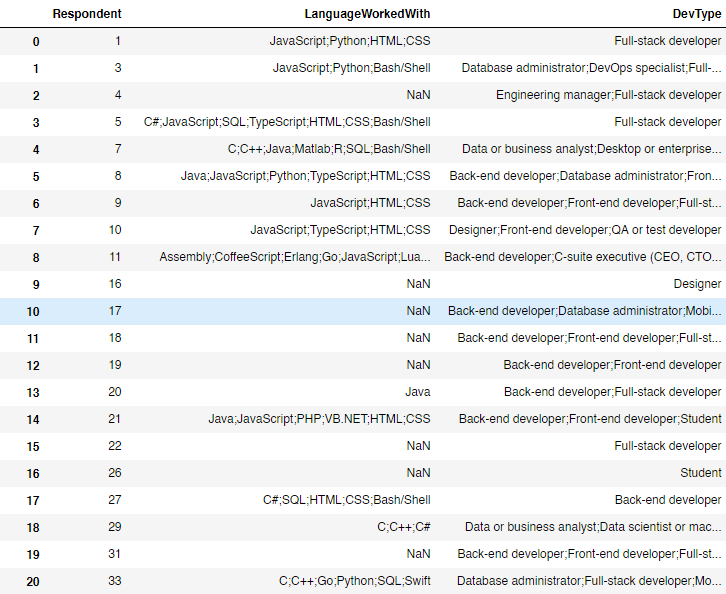 Respondent LanguageWorkedWith DevType
0 1 JavaScript;Python;HTML;CSS Full-stack developer
1 3 JavaScript;Python;Bash/Shell Database administrator;DevOps specialist;Full-...
2 4 NaN Engineering manager;Full-stack developer
3 5 C#;JavaScript;SQL;TypeScript;HTML;CSS;Bash/Shell Full-stack developer
4 7 C;C++;Java;Matlab;R;SQL;Bash/Shell Data or business analyst;Desktop or enterprise...
5 8 Java;JavaScript;Python;TypeScript;HTML;CSS Back-end developer;Database administrator;Fron...
6 9 JavaScript;HTML;CSS Back-end developer;Front-end developer;Full-st...
7 10 JavaScript;TypeScript;HTML;CSS Designer;Front-end developer;QA or test developer
8 11 Assembly;CoffeeScript;Erlang;Go;JavaScript;Lua... Back-end developer;C-suite executive (CEO, CTO...
9 16 NaN Designer
10 17 NaN Back-end developer;Database administrator;Mobi...
11 18 NaN Back-end developer;Front-end developer;Full-st...
12 19 NaN Back-end developer;Front-end developer
13 20 Java Back-end developer;Full-stack developer
14 21 Java;JavaScript;PHP;VB.NET;HTML;CSS Back-end developer;Front-end developer;Student
15 22 NaN Full-stack developer
16 26 NaN Student
17 27 C#;SQL;HTML;CSS;Bash/Shell Back-end developer
18 29 C;C++;C# Data or business analyst;Data scientist or mac...
19 31 NaN Back-end developer;Front-end developer;Full-st...
20 33 C;C++;Go;Python;SQL;Swift Database administrator;Full-stack developer;Mo...